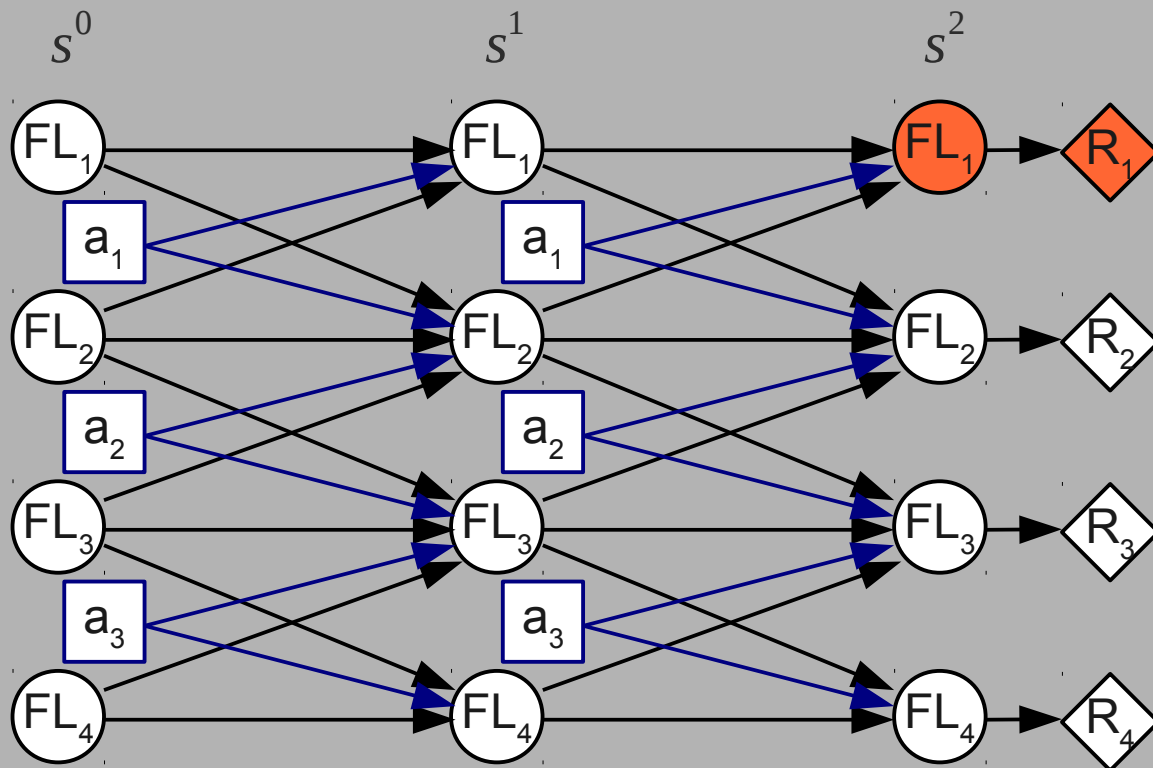 s⁰ s¹ s²
FL₁ FL₁ FL₁ R₁
a₁ a₁
FL₂ FL₂ FL₂ R₂
a₂ a₂
FL₃ FL₃ FL₃ R₃
a₃ a₃
FL₄ FL₄ FL₄ R₄